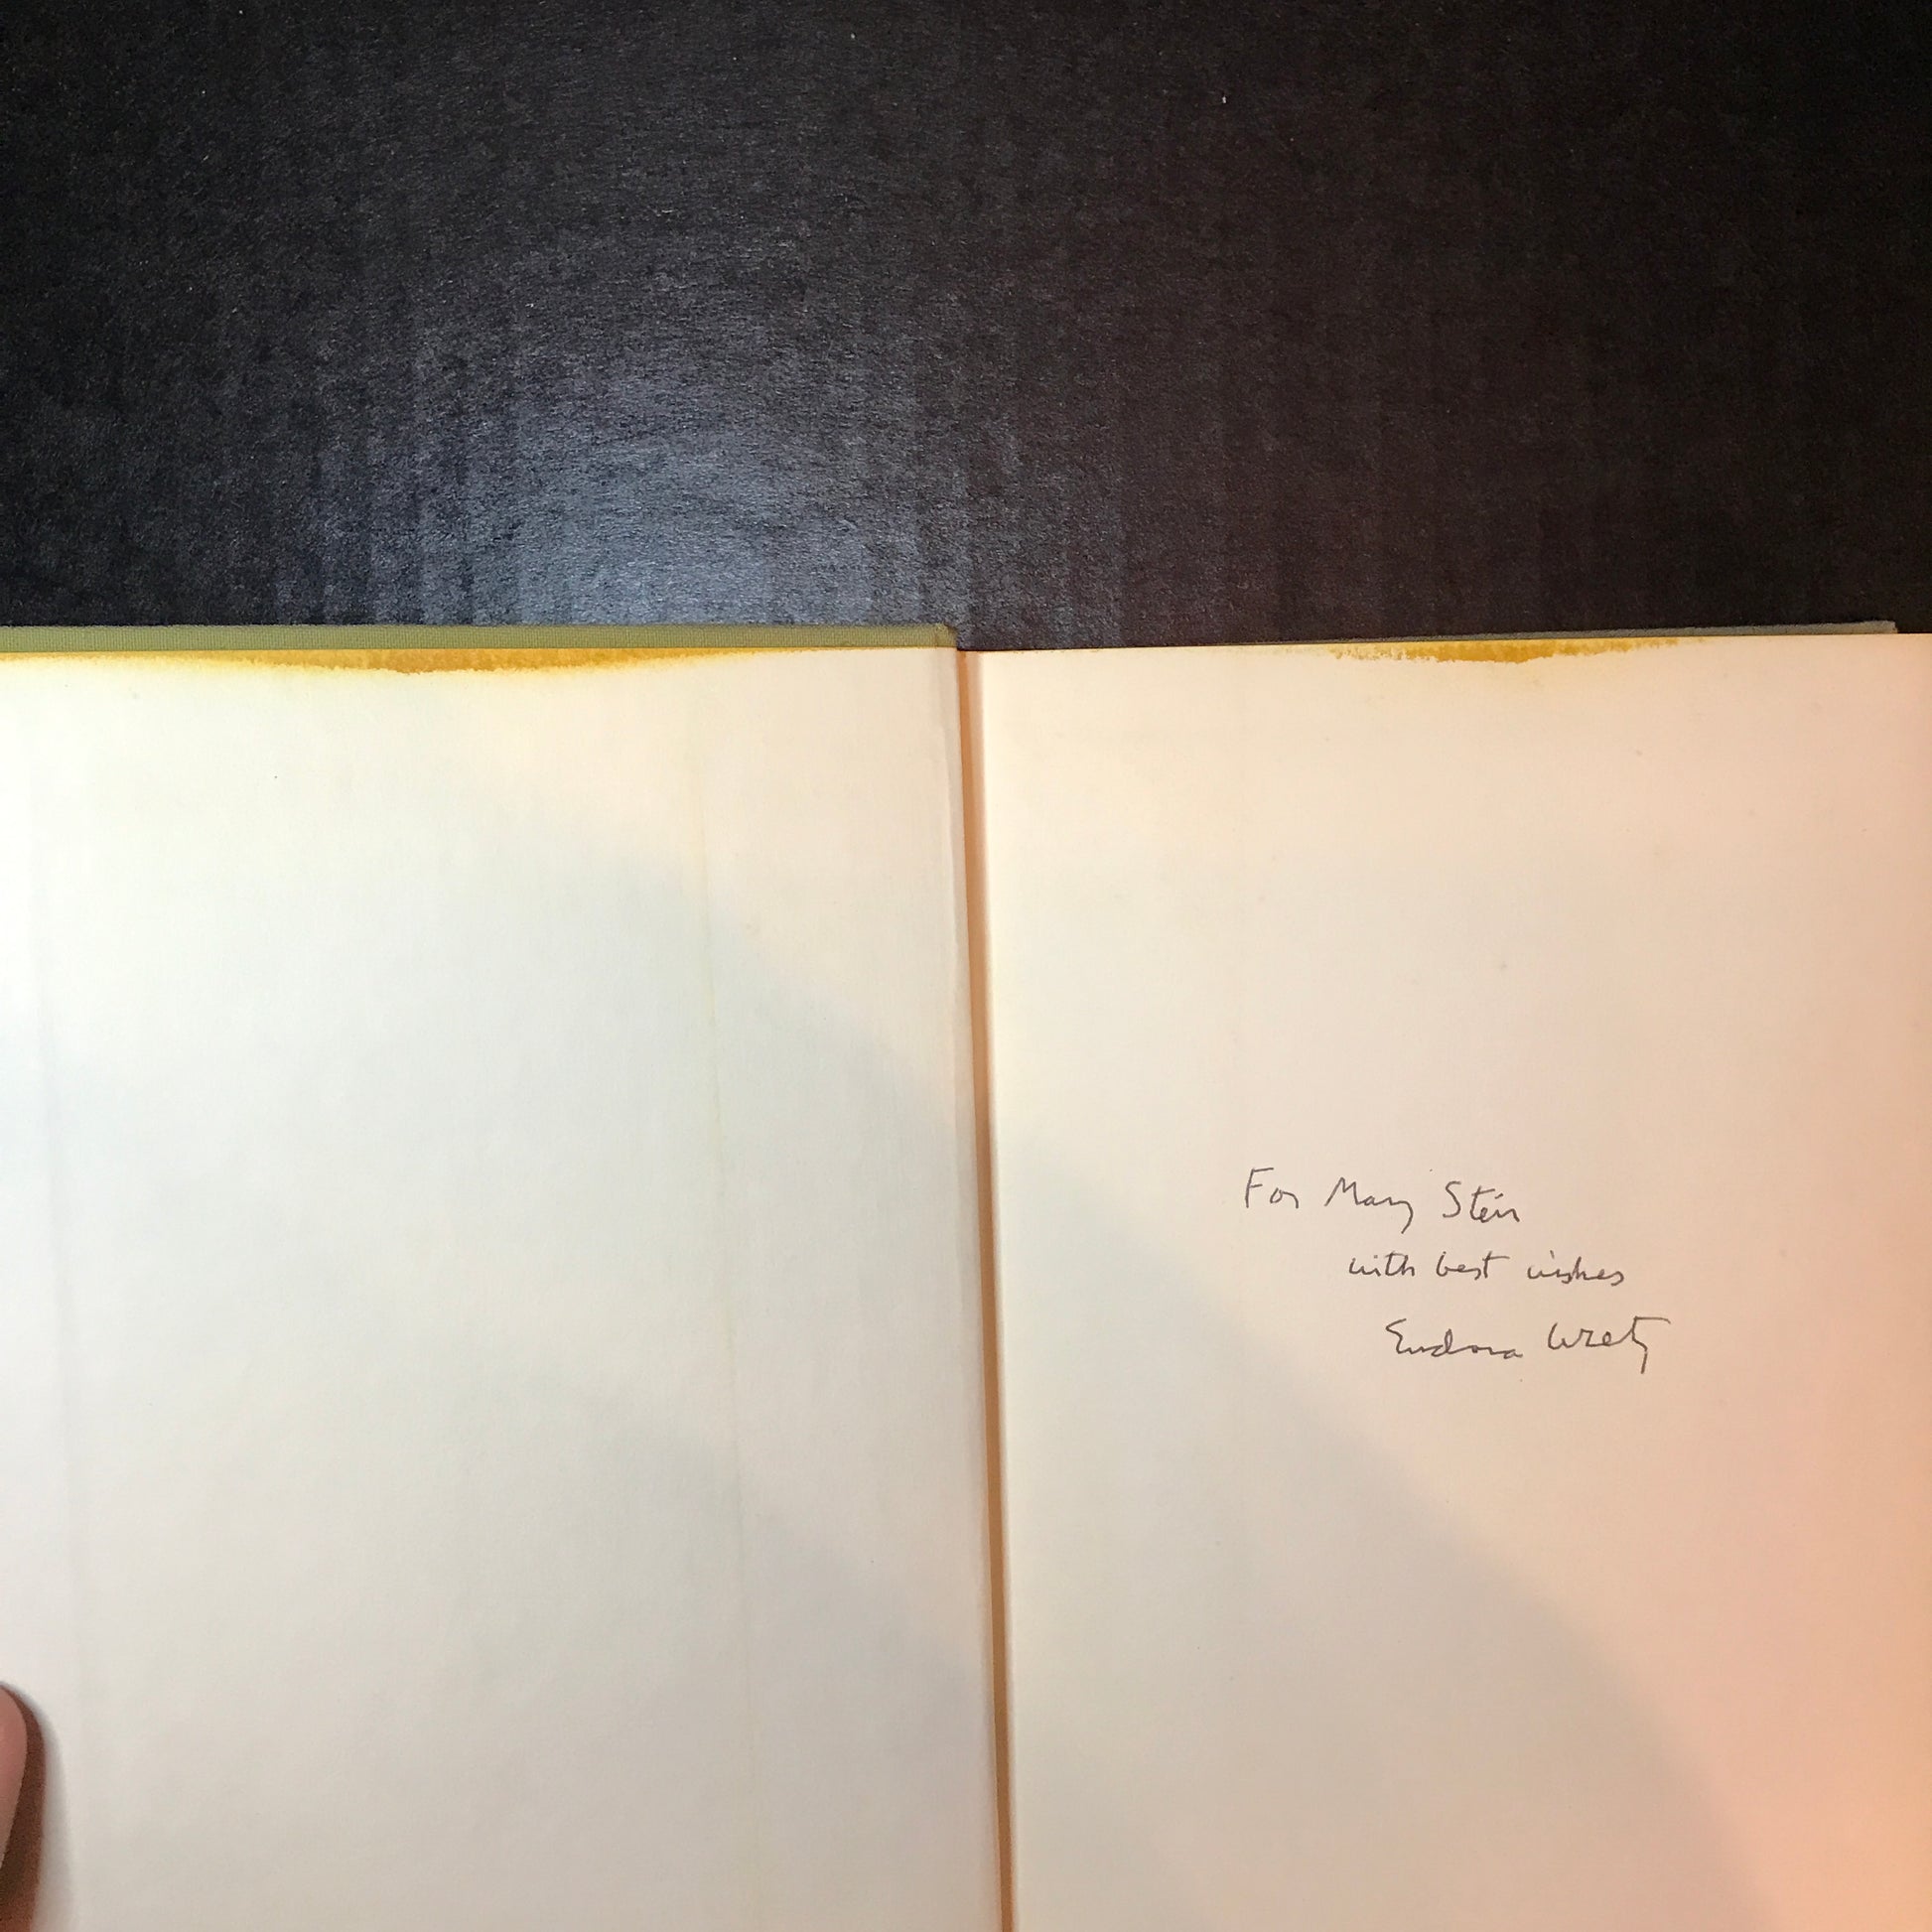 For Mary Stein
with best wishes
Eudora Welty